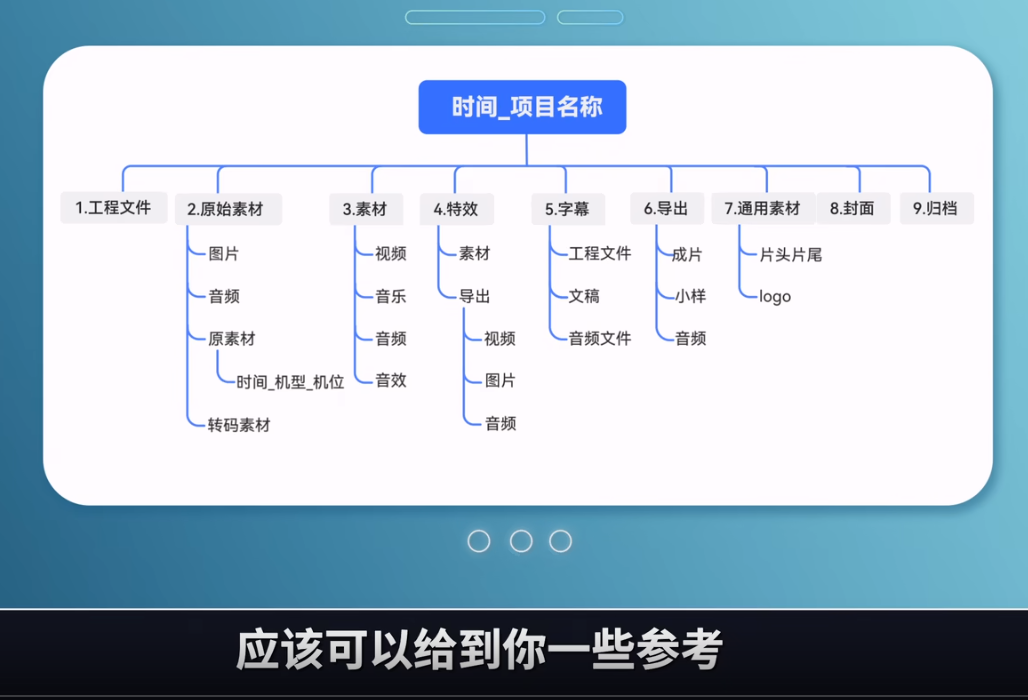 时间_项目名称
1.工程文件
2.原始素材
图片
音频
原素材
时间_机型_机位
转码素材
3.素材
视频
音乐
音频
音效
4.特效
素材
导出
视频
图片
音频
5.字幕
工程文件
文稿
音频文件
6.导出
成片
小样
音频
7.通用素材
片头片尾
logo
8.封面
9.归档
应该可以给到你一些参考